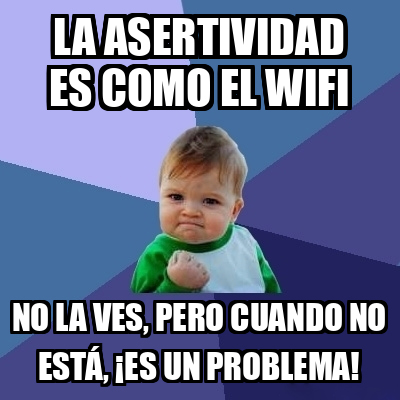 LA ASERTIVIDAD
ES COMO EL WIFI
NO LA VES, PERO CUANDO NO
ESTÁ, ¡ES UN PROBLEMA!